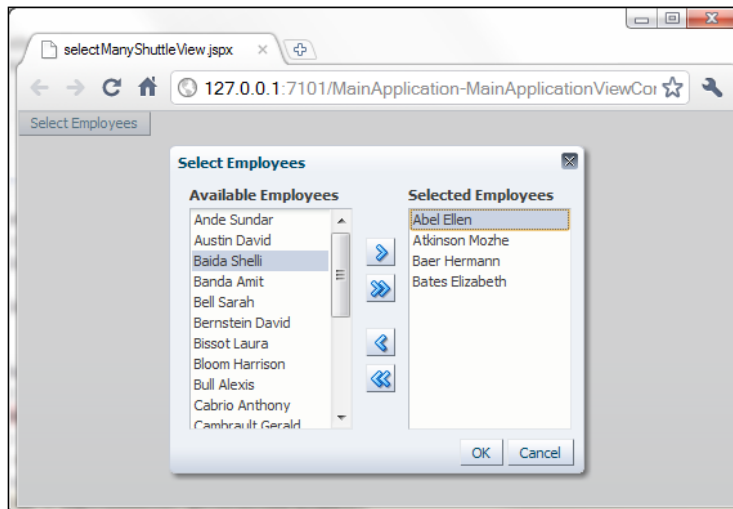 selectManyShuttleView.jspx
127.0.0.1:7101/MainApplication-MainApplicationViewCor
Select Employees
Select Employees
Available Employees
Selected Employees
Ande Sundar
Austin David
Baida Shelli
Banda Amit
Bell Sarah
Bernstein David
Bissot Laura
Bloom Harrison
Bull Alexis
Cabrio Anthony
Cambrault Gerald
Abel Ellen
Atkinson Mozhe
Baer Hermann
Bates Elizabeth
OK
Cancel